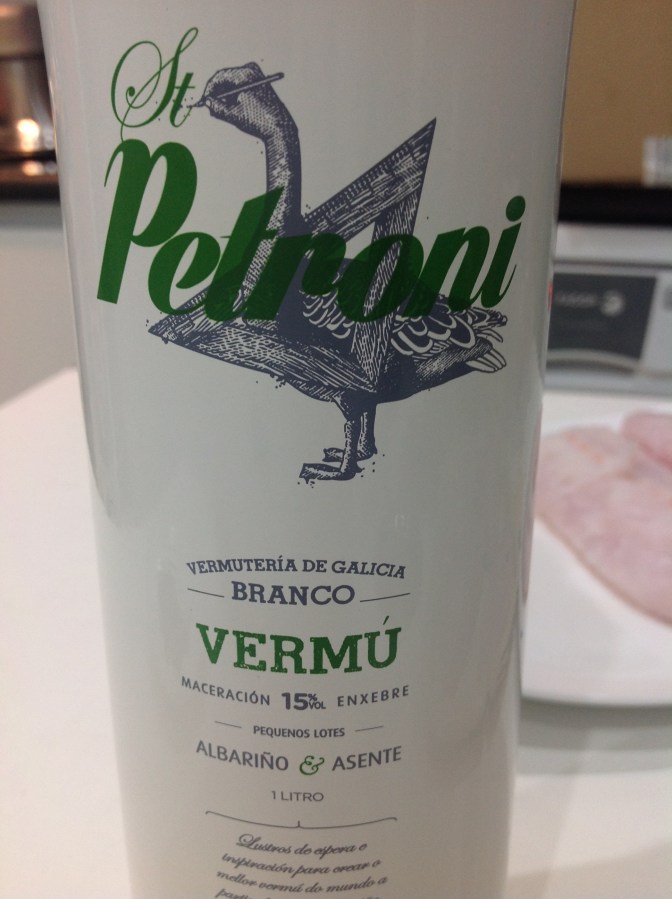 St
Petroni
VERMUTERÍA DE GALICIA
BRANCO
VERMÚ
MACERACIÓN 15% VOL ENXEBRE
PEQUENOS LOTES
ALBARIÑO & ASENTE
1 LITRO
Lustros de espera e
inspiración para crear o
mellor vermú do mundo a
FAGOR